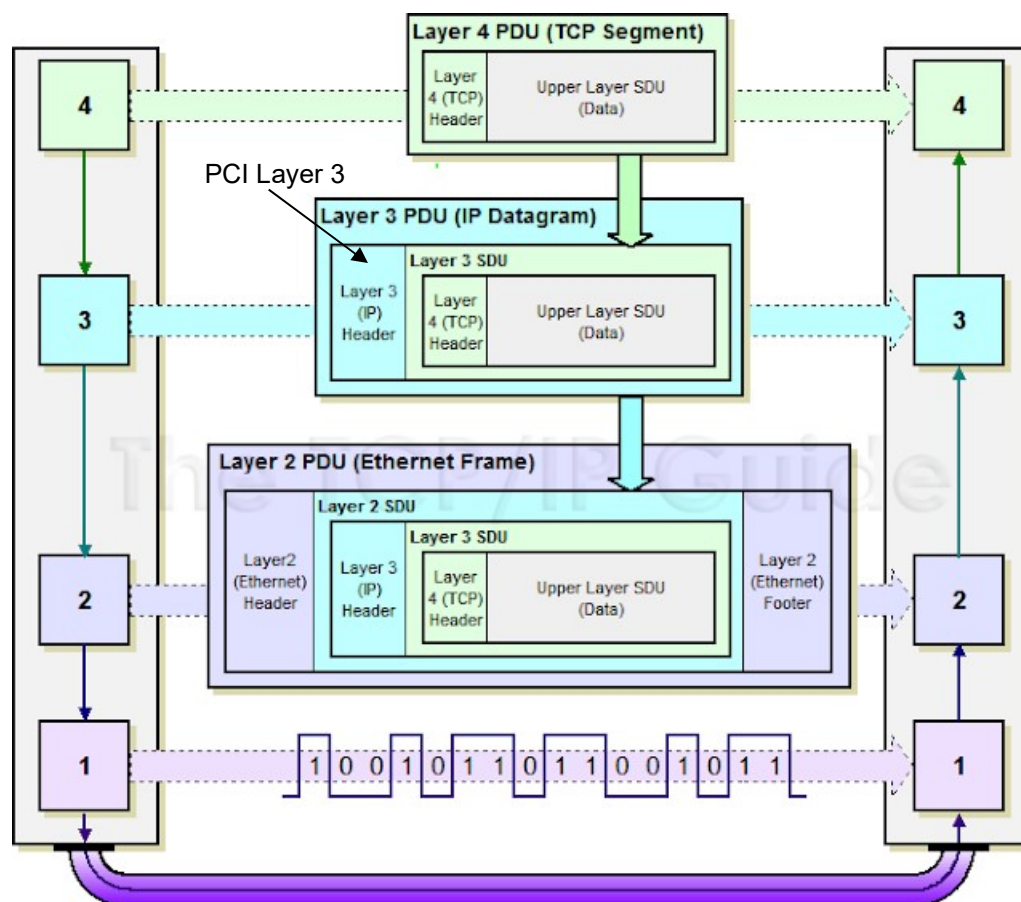 Layer 4 PDU (TCP Segment)
4
Layer
4 (TCP)
Header
Upper Layer SDU
(Data)
4
PCI Layer 3
Layer 3 PDU (IP Datagram)
Layer 3 SDU
3
Layer 3
(IP)
Header
Layer
4 (TCP)
Header
Upper Layer SDU
(Data)
3
The TCP/IP Guide
Layer 2 PDU (Ethernet Frame)
Layer 2 SDU
Layer 3 SDU
2
Layer2
(Ethernet)
Header
Layer 3
(IP)
Header
Layer
4 (TCP)
Header
Upper Layer SDU
(Data)
Layer 2
(Ethernet)
Footer
2
1
1 0 0 1 0 1 1 0 1 1 0 0 1 0 1 1
1